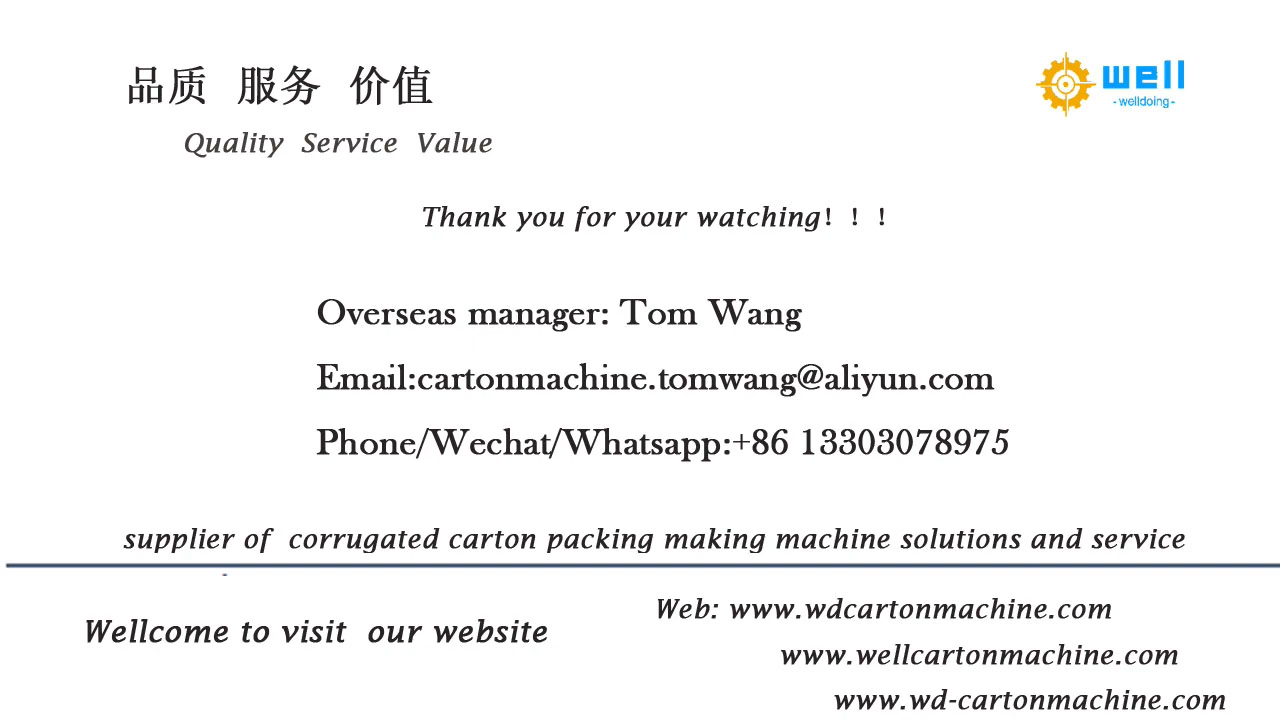 品质 服务 价值
well
-welldoing-
Quality Service Value
Thank you for your watching！！！
Overseas manager: Tom Wang
Email:cartonmachine.tomwang@aliyun.com
Phone/Wechat/Whatsapp:+86 13303078975
supplier of corrugated carton packing making machine solutions and service
Wellcome to visit our website
Web: www.wdcartonmachine.com
www.wellcartonmachine.com
www.wd-cartonmachine.com